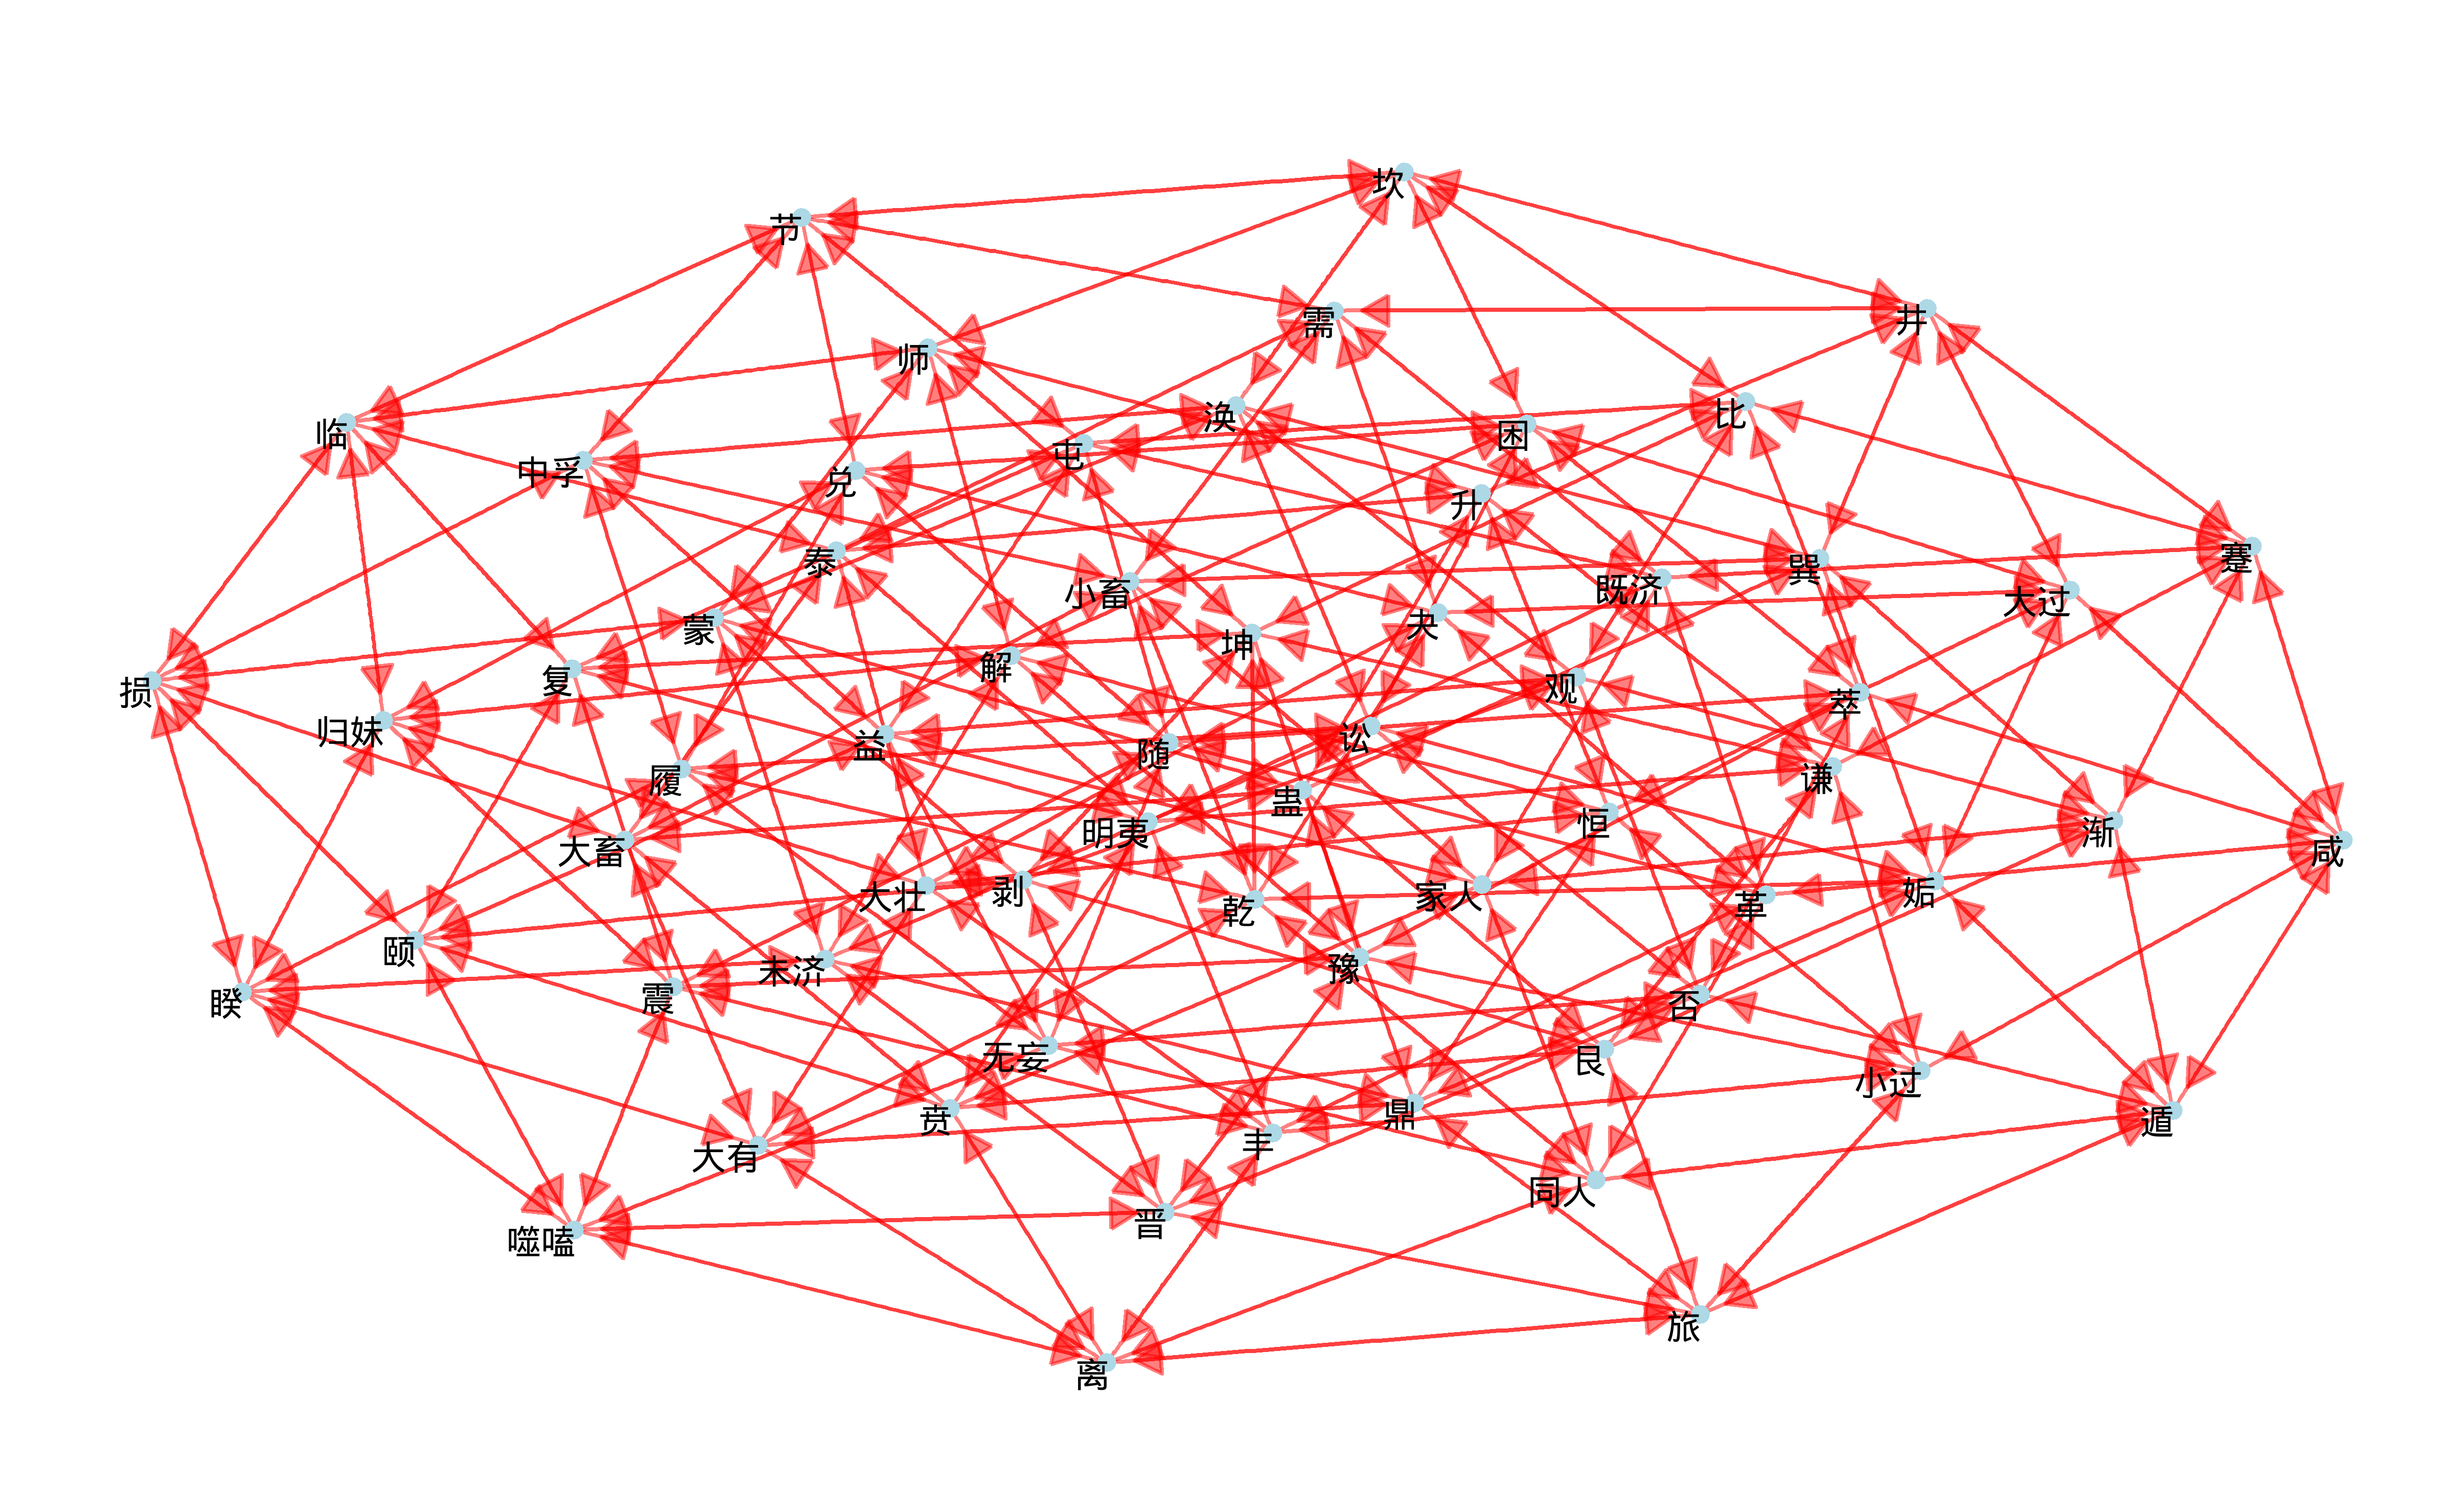 坎
节
需
井
师
比
渙
困
临
屯
中孚
兑
升
泰
蹇
巽
既济
小畜
大过
夬
蒙
坤
解
复
损
观
萃
归妹
讼
益
随
履
谦
蛊
恒
明夷
渐
大畜
咸
剥
姤
家人
大壮
革
乾
颐
豫
未济
震
睽
否
无妄
艮
小过
鼎
贲
遁
丰
大有
同人
晋
噬嗑
旅
离